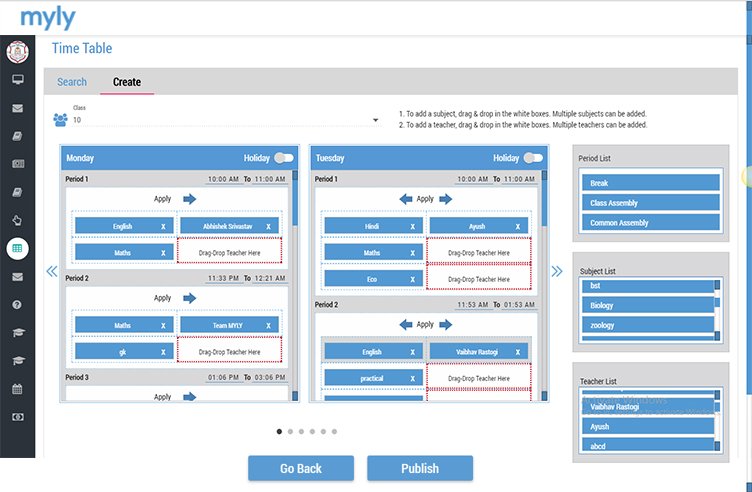 myly
Time Table
Search Create
Class
10
1. To add a subject, drag & drop in the white boxes. Multiple subjects can be added.
2. To add a teacher, drag & drop in the white boxes. Multiple teachers can be added.
Monday Holiday
Period 1 10:00 AM To 11:00 AM
Apply
English X Abhishek Srivastav X
Maths X Drag-Drop Teacher Here
Period 2 11:33 PM To 12:21 AM
Apply
Maths X Team MYLY X
gk X Drag-Drop Teacher Here
Period 3 01:06 PM To 03:06 PM
Apply
Tuesday Holiday
Period 1 10:00 AM To 11:00 AM
Apply
Hindi X Ayush X
Maths X Drag-Drop Teacher Here
Eco X Drag-Drop Teacher Here
Period 2 11:53 AM To 01:53 AM
Apply
English X Vaibhav Rastogi X
practical X Drag-Drop Teacher Here
Period List
Break
Class Assembly
Common Assembly
Subject List
bst
Biology
zoology
Teacher List
Vaibhav Rastogi
Ayush
abcd
Go Back Publish